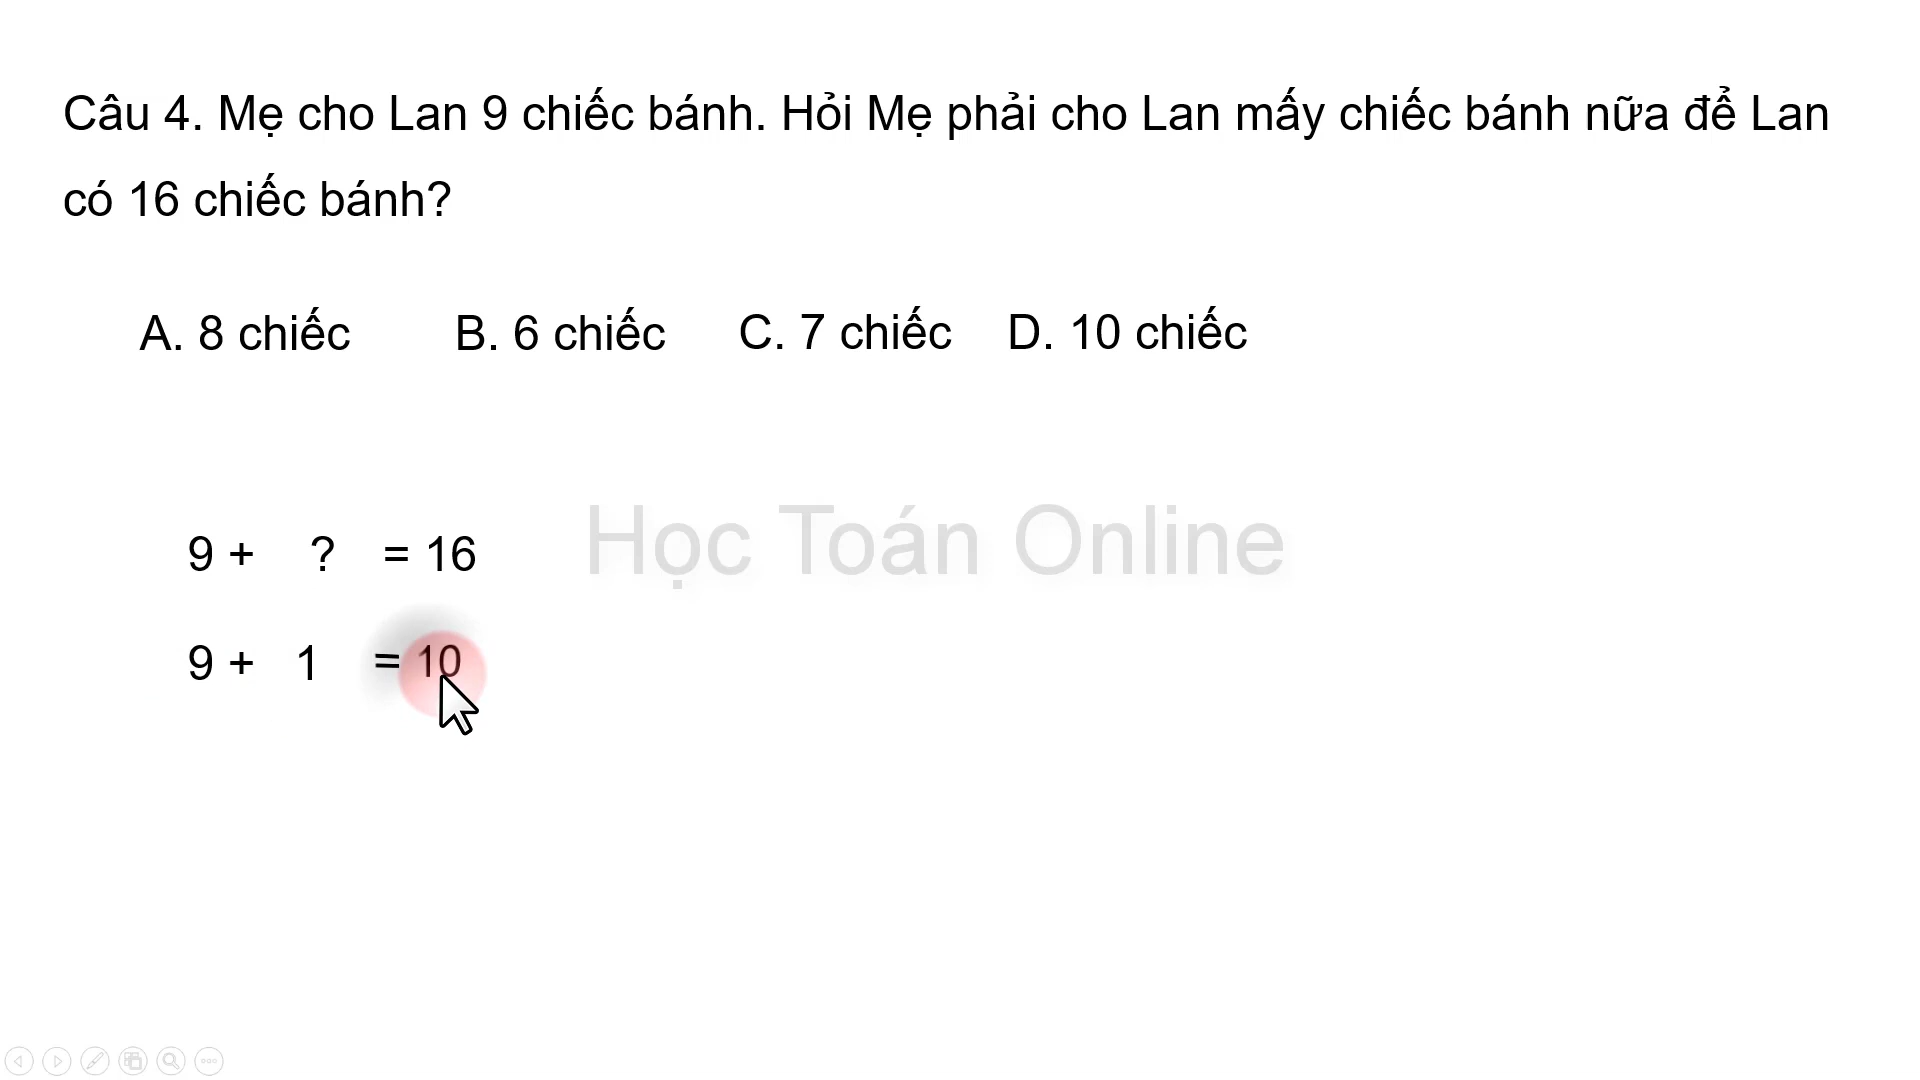 Câu 4. Mẹ cho Lan 9 chiếc bánh. Hỏi Mẹ phải cho Lan mấy chiếc bánh nữa để Lan
có 16 chiếc bánh?
A. 8 chiếc B. 6 chiếc C. 7 chiếc D. 10 chiếc
9 + ? = 16
Học Toán Online
9 + 1 = 10